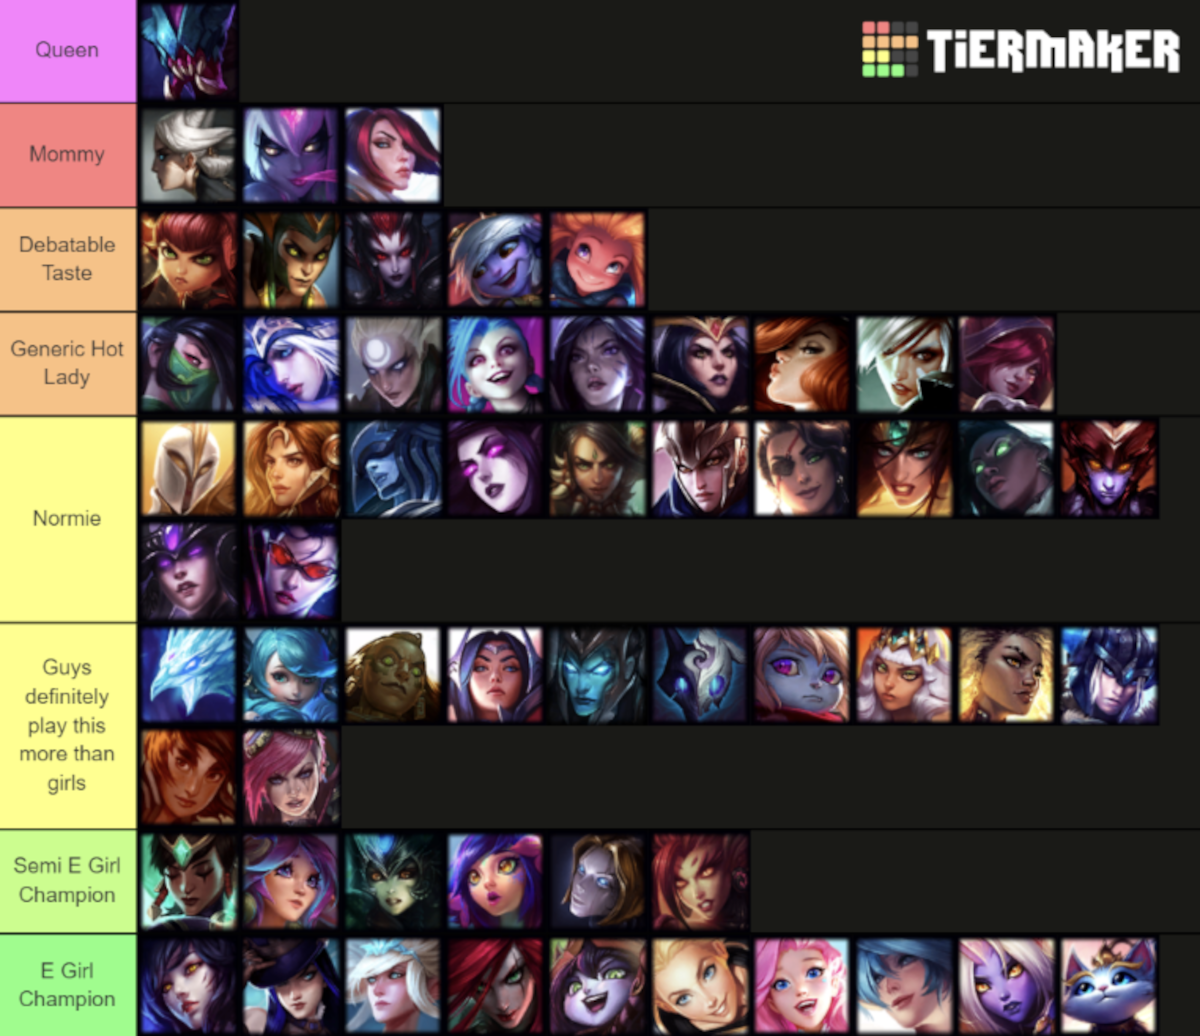 Queen
TiERMAKER
Mommy
Debatable
Taste
Generic Hot
Lady
Normie
Guys
definitely
play this
more than
girls
Semi E Girl
Champion
E Girl
Champion